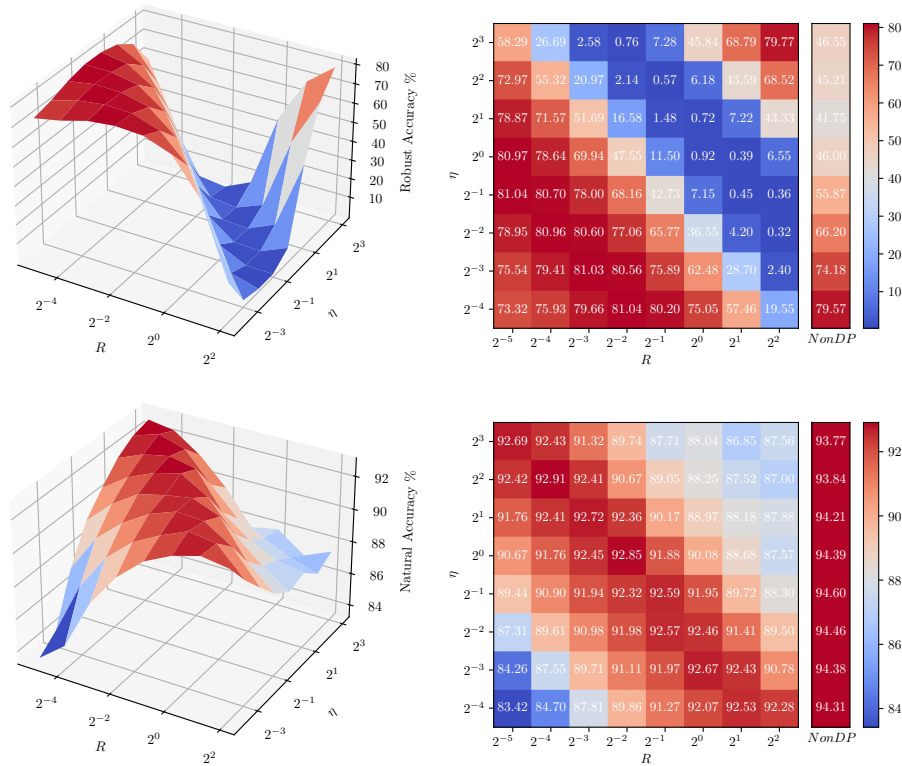 80
70
60
50
40
30
20
10
Robust Accuracy %
2^-4
2^-2
2^0
2^2
R
2^-3
2^-1
2^1
2^3
η
2^3 58.29 26.69 2.58 0.76 7.28 45.84 68.79 79.77 46.55
2^2 72.97 55.32 20.97 2.14 0.57 6.18 43.59 68.52 45.21
2^1 78.87 71.57 51.69 16.58 1.48 0.72 7.22 43.33 41.75
2^0 80.97 78.64 69.94 47.55 11.50 0.92 0.39 6.55 46.00
η
2^-1 81.04 80.70 78.00 68.16 42.73 7.15 0.45 0.36 55.87
2^-2 78.95 80.96 80.60 77.06 65.77 36.55 4.20 0.32 66.20
2^-3 75.54 79.41 81.03 80.56 75.89 62.48 28.70 2.40 74.18
2^-4 73.32 75.93 79.66 81.04 80.20 75.05 57.46 19.55 79.57
2^-5 2^-4 2^-3 2^-2 2^-1 2^0 2^1 2^2 NonDP
R
80
70
60
50
40
30
20
10
92
90
88
86
84
Natural Accuracy %
2^-4
2^-2
2^0
2^2
R
2^-3
2^-1
2^1
2^3
η
2^3 92.69 92.43 91.32 89.74 87.71 88.04 86.85 87.56 93.77
2^2 92.42 92.91 92.41 90.67 89.05 88.25 87.52 87.00 93.84
2^1 91.76 92.41 92.72 92.36 90.17 88.97 88.18 87.88 94.21
2^0 90.67 91.76 92.45 92.85 91.88 90.08 88.68 87.57 94.39
η
2^-1 89.44 90.90 91.94 92.32 92.59 91.95 89.72 88.30 94.60
2^-2 87.31 89.61 90.98 91.98 92.57 92.46 91.41 89.50 94.46
2^-3 84.26 87.55 89.71 91.11 91.97 92.67 92.43 90.78 94.38
2^-4 83.42 84.70 87.81 89.86 91.27 92.07 92.53 92.28 94.31
2^-5 2^-4 2^-3 2^-2 2^-1 2^0 2^1 2^2 NonDP
R
92
90
88
86
84